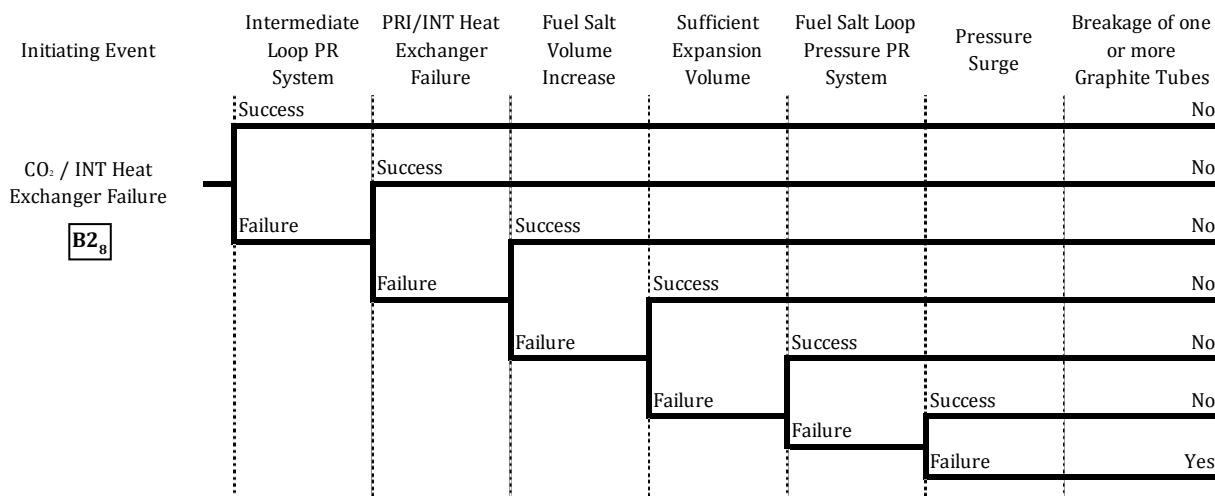 Initiating Event
Intermediate
Loop PR
System
PRI/INT Heat
Exchanger
Failure
Fuel Salt
Volume
Increase
Sufficient
Expansion
Volume
Fuel Salt Loop
Pressure PR
System
Pressure
Surge
Breakage of one
or more
Graphite Tubes
Success
No
CO₂ / INT Heat
Exchanger Failure
B2₈
Success
No
Failure
Success
No
Failure
Success
No
Failure
Success
No
Failure
Success
No
Failure
Failure
Yes